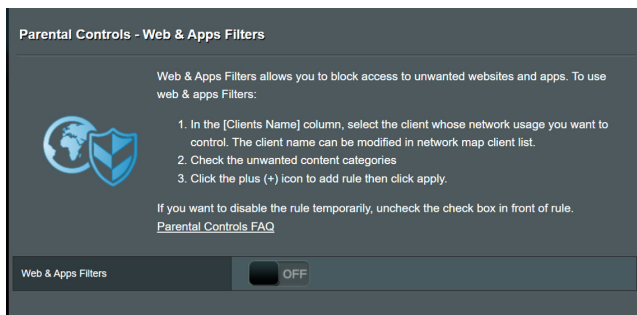 Parental Controls - Web & Apps Filters
Web & Apps Filters allows you to block access to unwanted websites and apps. To use
web & apps Filters:
1. In the [Clients Name] column, select the client whose network usage you want to
control. The client name can be modified in network map client list.
2. Check the unwanted content categories
3. Click the plus (+) icon to add rule then click apply.
If you want to disable the rule temporarily, uncheck the check box in front of rule.
Parental Controls FAQ
Web & Apps Filters
OFF